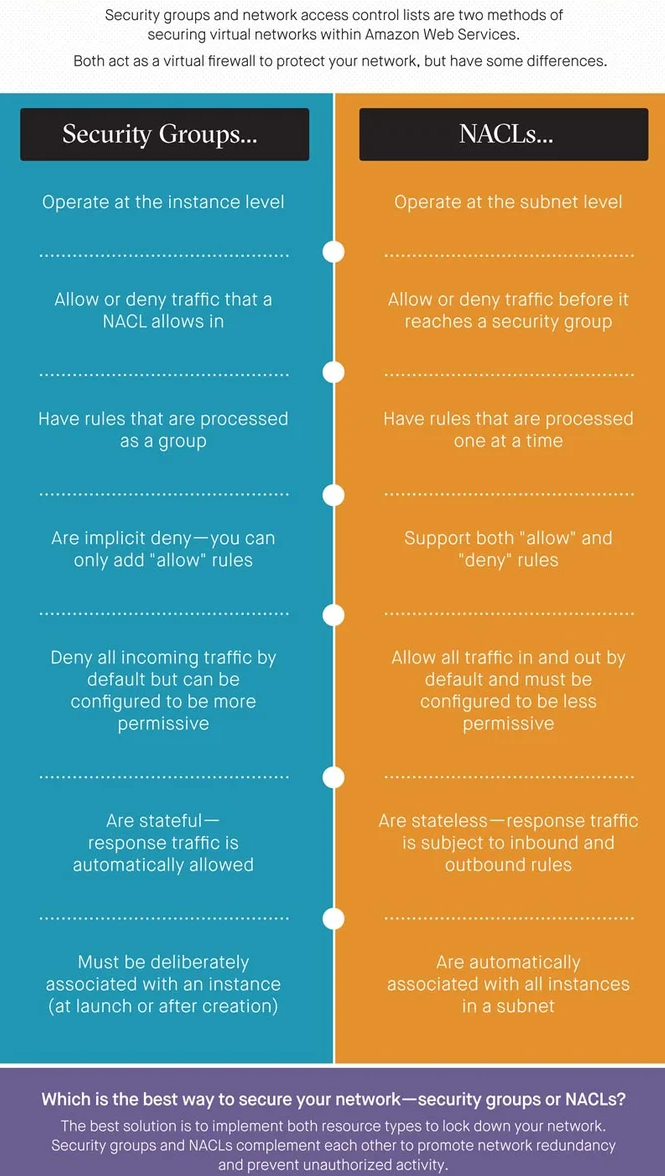 Security groups and network access control lists are two methods of
securing virtual networks within Amazon Web Services.
Both act as a virtual firewall to protect your network, but have some differences.
Security Groups...
Operate at the instance level
Allow or deny traffic that a
NACL allows in
Have rules that are processed
as a group
Are implicit deny—you can
only add "allow" rules
Deny all incoming traffic by
default but can be
configured to be more
permissive
Are stateful—
response traffic is
automatically allowed
Must be deliberately
associated with an instance
(at launch or after creation)
NACLs...
Operate at the subnet level
Allow or deny traffic before it
reaches a security group
Have rules that are processed
one at a time
Support both "allow" and
"deny" rules
Allow all traffic in and out by
default and must be
configured to be less
permissive
Are stateless—response traffic
is subject to inbound and
outbound rules
Are automatically
associated with all instances
in a subnet
Which is the best way to secure your network—security groups or NACLs?
The best solution is to implement both resource types to lock down your network.
Security groups and NACLs complement each other to promote network redundancy
and prevent unauthorized activity.